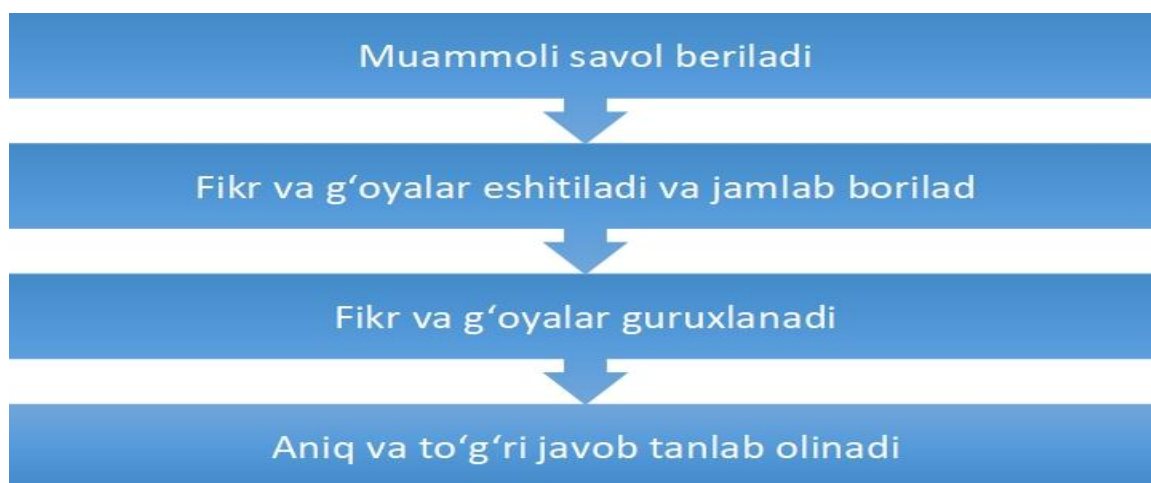 Muammoli savol beriladi
Fikr va g‘oyalar eshitiladi va jamlab borilad
Fikr va g‘oyalar guruxlanadi
Aniq va to‘g‘ri javob tanlab olinadi